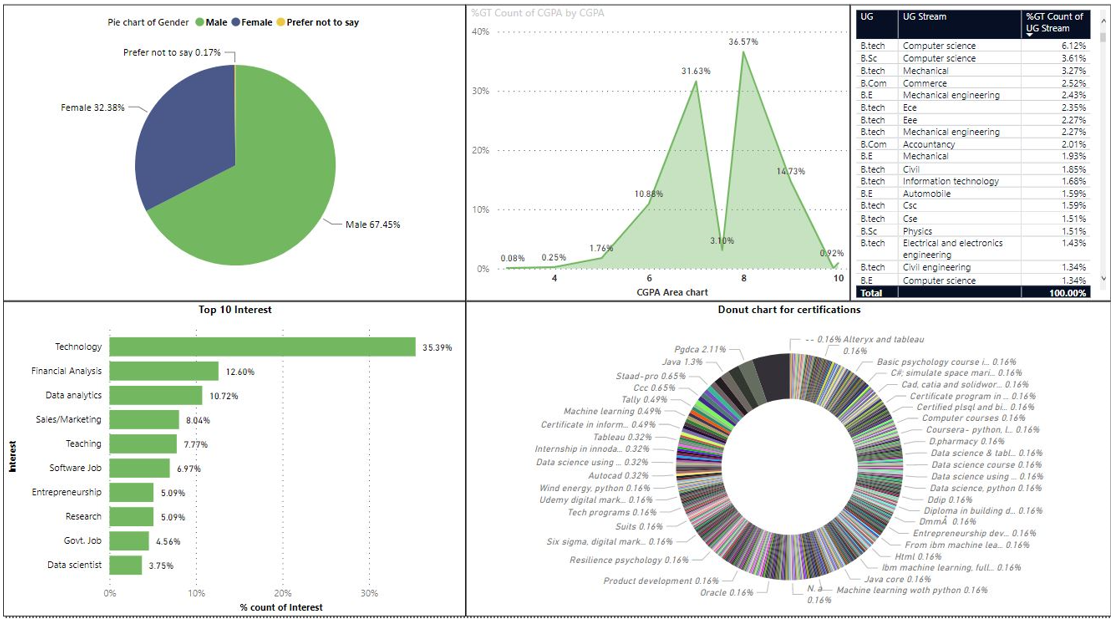 Pie chart of Gender Male Female Prefer not to say
Prefer not to say 0.17%
Female 32.38%
Male 67.45%
%GT Count of CGPA by CGPA
40%
30%
20%
10%
0%
0.08%
0.25%
1.76%
10.88%
31.63%
3.10%
36.57%
14.73%
0.92%
4 6 8 10
CGPA Area chart
UG UG Stream %GT Count of
UG Stream
B.tech Computer science 6.12%
B.Sc Computer science 3.61%
B.tech Mechanical 3.27%
B.Com Commerce 2.52%
B.E Mechanical engineering 2.43%
B.tech Ece 2.35%
B.tech Eee 2.27%
B.tech Mechanical engineering 2.27%
B.Com Accountancy 2.01%
B.E Mechanical 1.93%
B.tech Civil 1.85%
B.tech Information technology 1.68%
B.E Automobile 1.59%
B.tech Csc 1.59%
B.tech Cse 1.51%
B.Sc Physics 1.51%
B.tech Electrical and electronics 1.43%
engineering
B.tech Civil engineering 1.34%
B.E Computer science 1.34%
Total 100.00%
Top 10 Interest
Interest
Technology 35.39%
Financial Analysis 12.60%
Data analytics 10.72%
Sales/Marketing 8.04%
Teaching 7.77%
Software Job 6.97%
Entrepreneurship 5.09%
Research 5.09%
Govt. Job 4.56%
Data scientist 3.75%
0% 10% 20% 30%
% count of Interest
Donut chart for certifications
Pgdca 2.11%
Java 1.3%
Staad-pro 0.65%
Ccc 0.65%
Tally 0.49%
Machine learning 0.49%
Certificate in inform... 0.49%
Tableau 0.32%
Internship in innoda... 0.32%
Data science using ... 0.32%
Autocad 0.32%
Wind energy, python 0.16%
Udemy digital mark... 0.16%
Tech programs 0.16%
Suits 0.16%
Six sigma, digital mark... 0.16%
Resilience psychology 0.16%
Product development 0.16%
Oracle 0.16%
-- 0.16%
Alteryx and tableau
0.16%
Basic psychology course i... 0.16%
C#; simulate space mari... 0.16%
Cad, catia and solidwor... 0.16%
Certificate program in ... 0.16%
Certified plsql and bi... 0.16%
Computer courses 0.16%
Coursera- python, l... 0.16%
D.pharmacy 0.16%
Data science & tabl... 0.16%
Data science course 0.16%
Data science using ... 0.16%
Data science, python 0.16%
Ddip 0.16%
Diploma in building d... 0.16%
DmmÂ 0.16%
Entrepreneurship dev... 0.16%
From ibm machine lea... 0.16%
Html 0.16%
Ibm machine learning, full... 0.16%
Java core 0.16%
Machine learning woth python 0.16%
N.a
0.16%